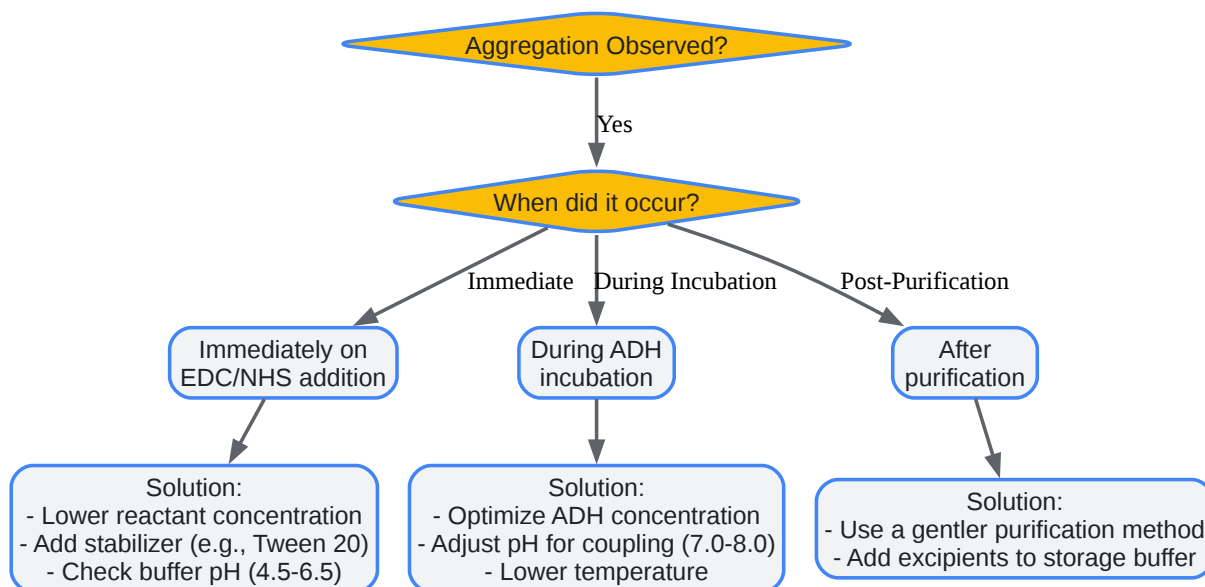 Aggregation Observed?
Yes
When did it occur?
Immediate
During Incubation
Post-Purification
Immediately on
EDC/NHS addition
During ADH
incubation
After
purification
Solution:
- Lower reactant concentration
- Add stabilizer (e.g., Tween 20)
- Check buffer pH (4.5-6.5)
Solution:
- Optimize ADH concentration
- Adjust pH for coupling (7.0-8.0)
- Lower temperature
Solution:
- Use a gentler purification method
- Add excipients to storage buffer